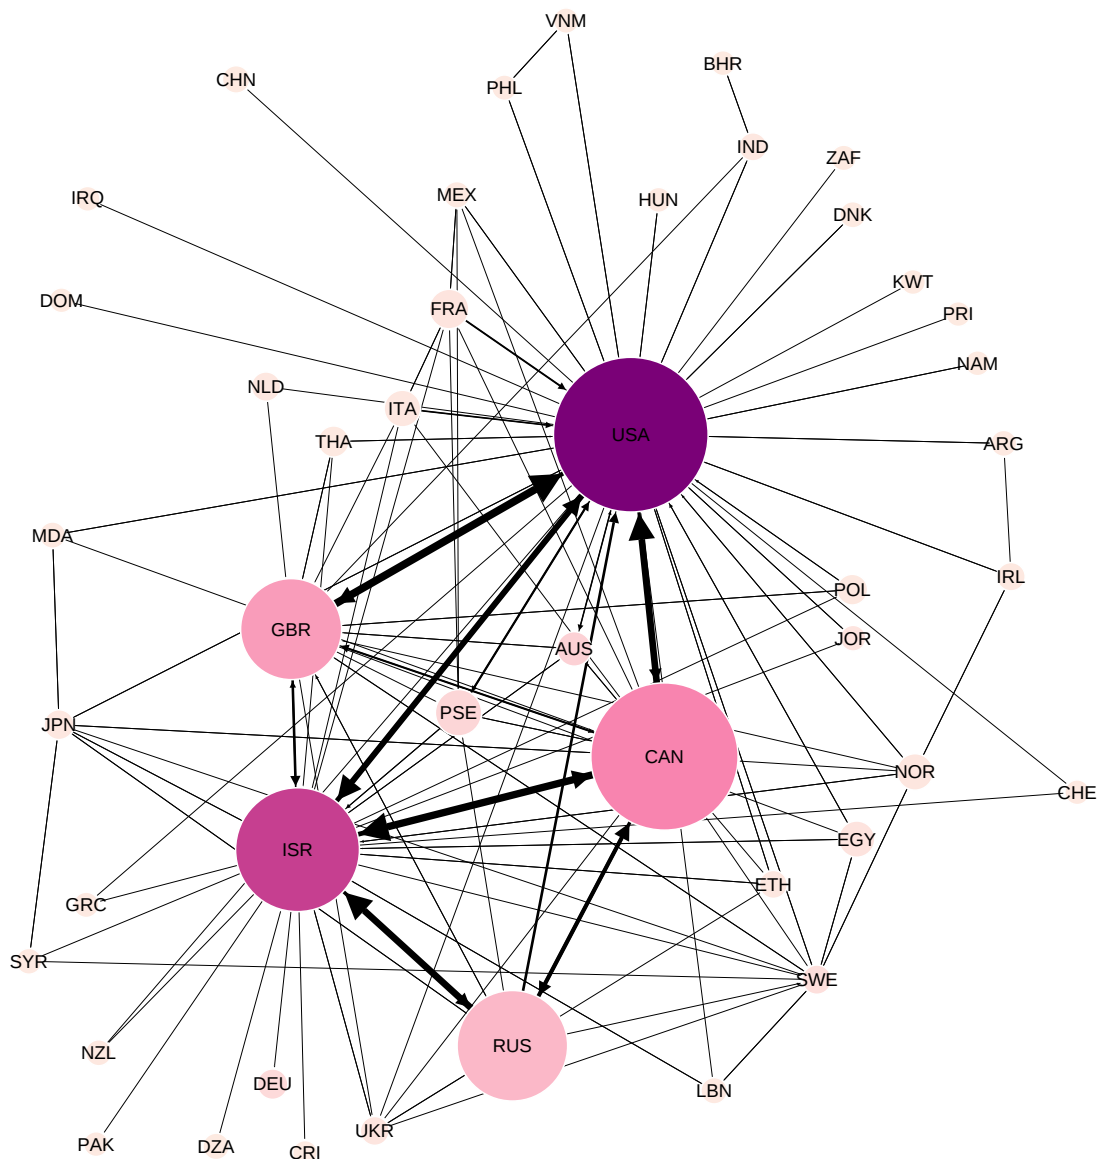 VNM
CHN
BHR
PHL
IND
ZAF
IRQ
MEX
HUN
DNK
KWT
DOM
FRA
PRI
NAM
NLD
ITA
THA
USA
ARG
MDA
IRL
POL
GBR
JOR
AUS
PSE
JPN
CAN
NOR
CHE
EGY
ISR
ETH
GRC
SYR
SWE
RUS
NZL
DEU
LBN
UKR
PAK
DZA
CRI